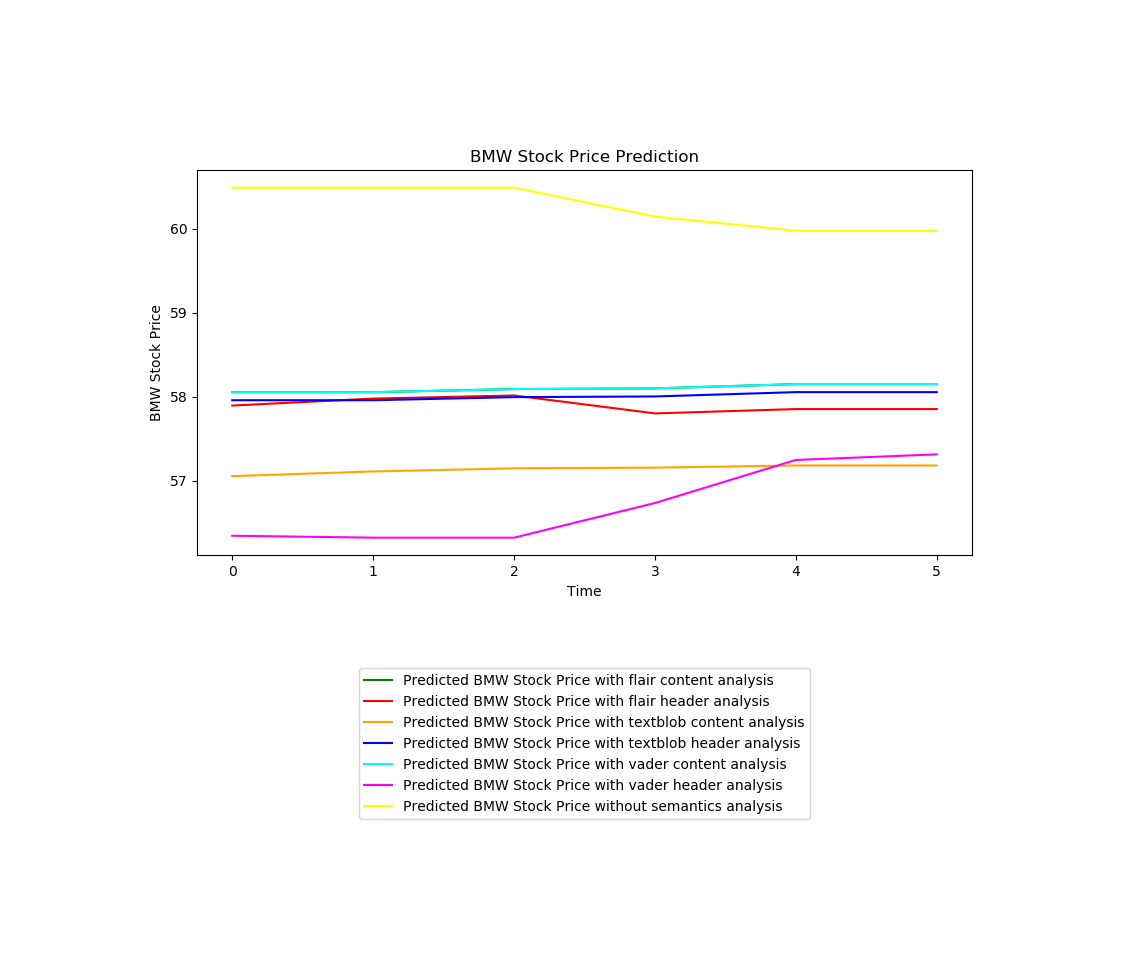 BMW Stock Price Prediction
BMW Stock Price
60
59
58
57
0 1 2 3 4 5
Time
Predicted BMW Stock Price with flair content analysis
Predicted BMW Stock Price with flair header analysis
Predicted BMW Stock Price with textblob content analysis
Predicted BMW Stock Price with textblob header analysis
Predicted BMW Stock Price with vader content analysis
Predicted BMW Stock Price with vader header analysis
Predicted BMW Stock Price without semantics analysis